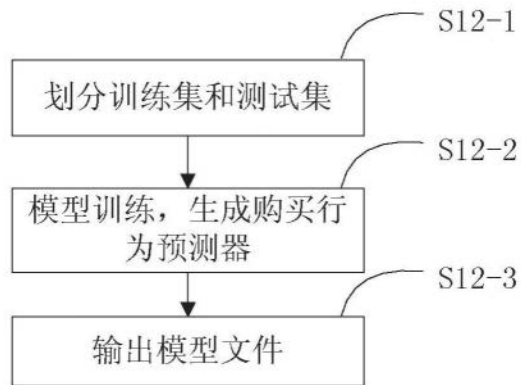 S12-1
划分训练集和测试集
S12-2
模型训练，生成购买行
为预测器
S12-3
输出模型文件